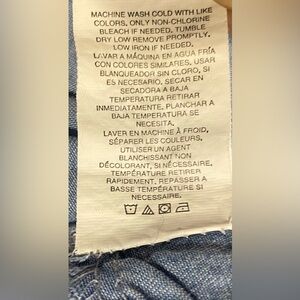 MACHINE WASH COLD WITH LIKE
COLORS, ONLY NON-CHLORINE
BLEACH IF NEEDED, TUMBLE
DRY LOW REMOVE PROMPTLY.
LOW IRON IF NEEDED.
LAVAR A MÁQUINA EN AGUA FRÍA
CON COLORES SIMILARES, USAR
BLANQUEADOR SIN CLORO, SI
ES NECESARIO, SECAR EN
SECADORA A BAJA
TEMPERATURA RETIRAR
INMEDIATAMENTE, PLANCHAR A
BAJA TEMPERATURA SE
NECESITA.
LAVER EN MACHINE À FROID,
SÉPARER LES COULEURS,
UTILISER UN AGENT
BLANCHISSANT NON
DÉCOLORANT, SI NÉCESSAIRE,
TEMPÉRATURE RETIRER
RAPIDEMENT, REPASSER A
BASSE TEMPÉRATURE SI
NECESSAIRE.